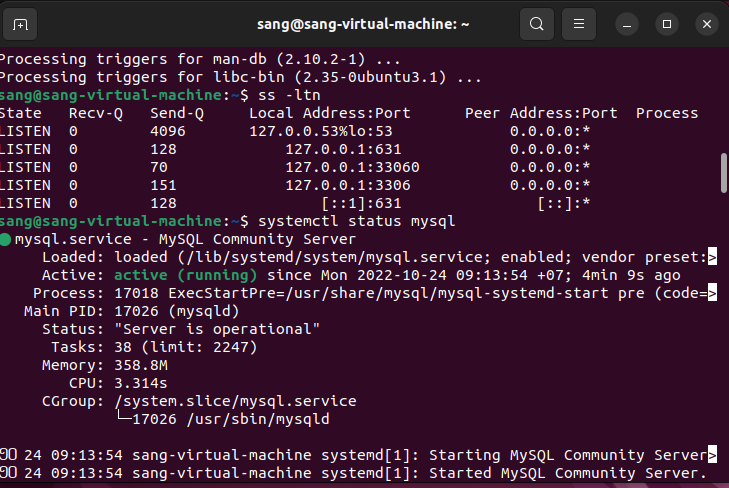 sang@sang-virtual-machine: ~
Processing triggers for man-db (2.10.2-1) ...
Processing triggers for libc-bin (2.35-0ubuntu3.1) ...
sang@sang-virtual-machine:~$ ss -ltn
State Recv-Q Send-Q Local Address:Port Peer Address:Port Process
LISTEN 0 4096 127.0.0.53%lo:53 0.0.0.0:*
LISTEN 0 128 127.0.0.1:631 0.0.0.0:*
LISTEN 0 70 127.0.0.1:33060 0.0.0.0:*
LISTEN 0 151 127.0.0.1:3306 0.0.0.0:*
LISTEN 0 128 [::1]:631 [::]:*
sang@sang-virtual-machine:~$ systemctl status mysql
● mysql.service - MySQL Community Server
Loaded: loaded (/lib/systemd/system/mysql.service; enabled; vendor preset:>
Active: active (running) since Mon 2022-10-24 09:13:54 +07; 4min 9s ago
Process: 17018 ExecStartPre=/usr/share/mysql/mysql-systemd-start pre (code=>
Main PID: 17026 (mysqld)
Status: "Server is operational"
Tasks: 38 (limit: 2247)
Memory: 358.8M
CPU: 3.314s
CGroup: /system.slice/mysql.service
└─17026 /usr/sbin/mysqld
24 09:13:54 sang-virtual-machine systemd[1]: Starting MySQL Community Server>
24 09:13:54 sang-virtual-machine systemd[1]: Started MySQL Community Server.